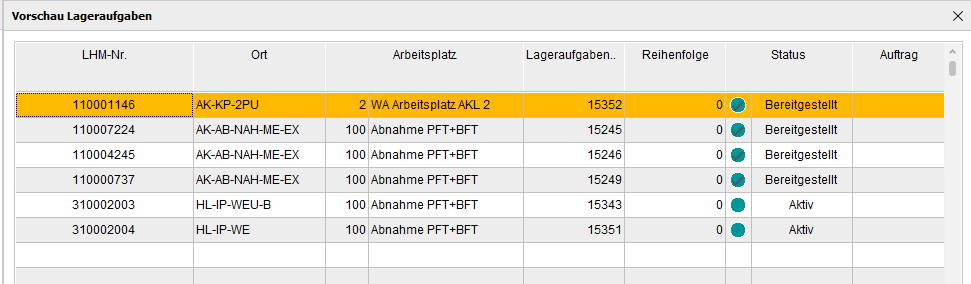 Vorschau Lageraufgaben
LHM-Nr. Ort Arbeitsplatz Lageraufgaben.. Reihenfolge Status Auftrag
110001146 AK-KP-2PU 2 WA Arbeitsplatz AKL 2 15352 0 Bereitgestellt
110007224 AK-AB-NAH-ME-EX 100 Abnahme PFT+BFT 15245 0 Bereitgestellt
110004245 AK-AB-NAH-ME-EX 100 Abnahme PFT+BFT 15246 0 Bereitgestellt
110000737 AK-AB-NAH-ME-EX 100 Abnahme PFT+BFT 15249 0 Bereitgestellt
310002003 HL-IP-WEU-B 100 Abnahme PFT+BFT 15343 0 Aktiv
310002004 HL-IP-WE 100 Abnahme PFT+BFT 15351 0 Aktiv